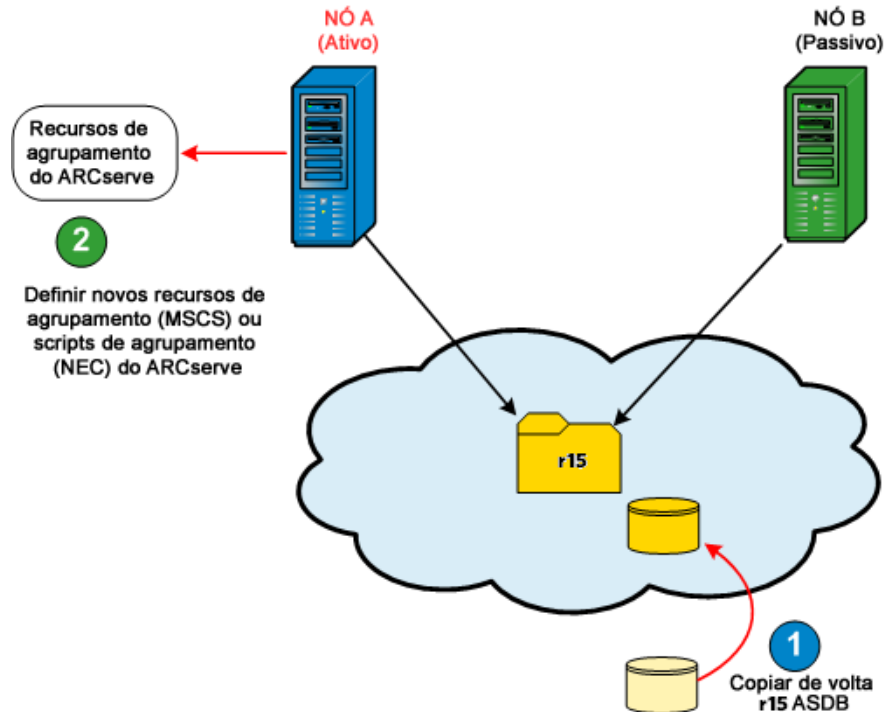 NÓ A
(Ativo)
NÓ B
(Passivo)
Recursos de
agrupamento
do ARCserve
2
Definir novos recursos de
agrupamento (MSCS) ou
scripts de agrupamento
(NEC) do ARCserve
r15
1
Copiar de volta
r15 ASDB